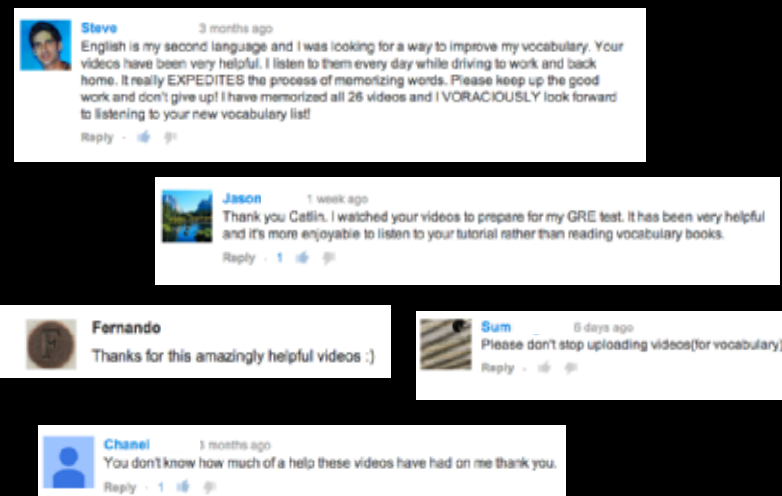 Steve 3 months ago
English is my second language and I was looking for a way to improve my vocabulary. Your
videos have been very helpful. I listen to them every day while driving to work and back
home. It really EXPEDITES the process of memorizing words. Please keep up the good
work and don't give up! I have memorized all 26 videos and I VORACIOUSLY look forward
to listening to your new vocabulary list!
Reply ·
Jason 1 week ago
Thank you Catlin. I watched your videos to prepare for my GRE test. It has been very helpful
and it's more enjoyable to listen to your tutorial rather than reading vocabulary books.
Reply · 1
Fernando
Thanks for this amazingly helpful videos :)
Sum 6 days ago
Please don't stop uploading videos(for vocabulary)
Reply ·
Chanel 3 months ago
You don't know how much of a help these videos have had on me thank you.
Reply · 1